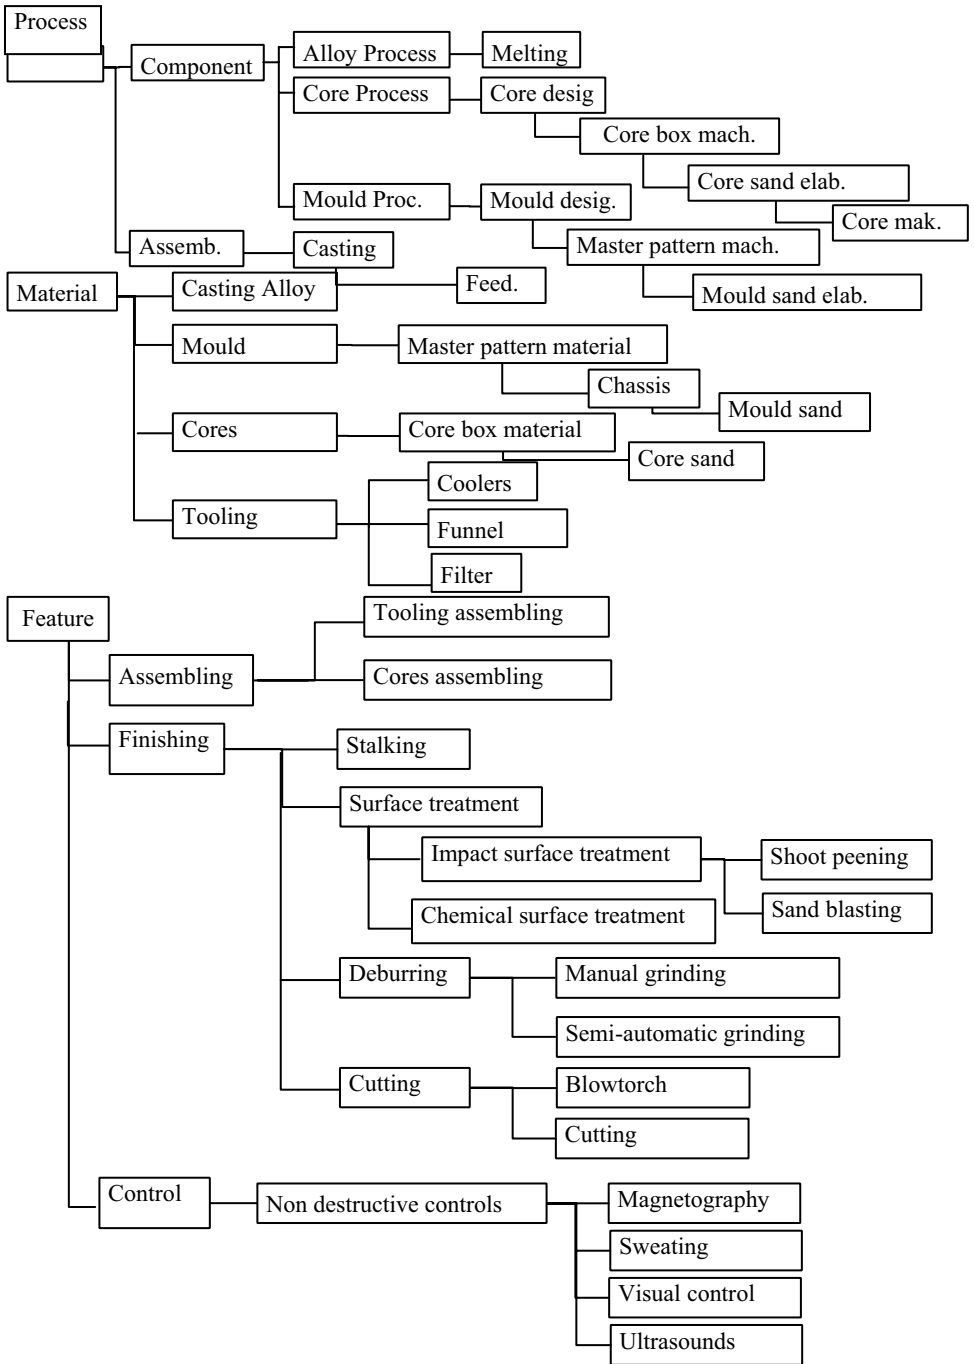 Process
Alloy Process
Melting
Component
Core Process
Core desig
Core box mach.
Core sand elab.
Mould Proc.
Mould desig.
Core mak.
Assemb.
Casting
Master pattern mach.
Material
Casting Alloy
Feed.
Mould sand elab.
Mould
Master pattern material
Chassis
Mould sand
Cores
Core box material
Core sand
Coolers
Tooling
Funnel
Filter
Feature
Tooling assembling
Assembling
Cores assembling
Finishing
Stalking
Surface treatment
Impact surface treatment
Shoot peening
Chemical surface treatment
Sand blasting
Deburring
Manual grinding
Semi-automatic grinding
Cutting
Blowtorch
Cutting
Control
Non destructive controls
Magnetography
Sweating
Visual control
Ultrasounds